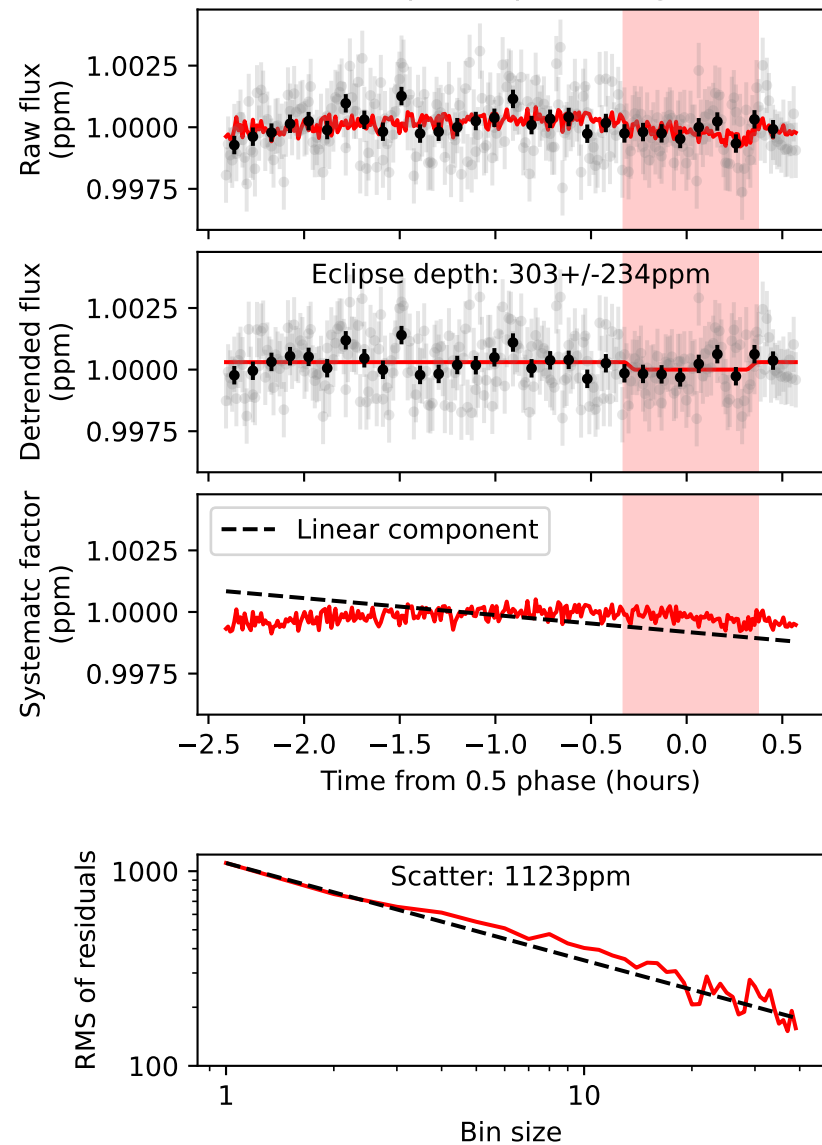 Raw flux
(ppm)
1.0025
1.0000
0.9975
Eclipse depth: 303+/-234ppm
Detrended flux
(ppm)
1.0025
1.0000
0.9975
Linear component
Systematc factor
(ppm)
1.0025
1.0000
0.9975
−2.5 −2.0 −1.5 −1.0 −0.5 0.0 0.5
Time from 0.5 phase (hours)
Scatter: 1123ppm
RMS of residuals
1000
100
1 10
Bin size